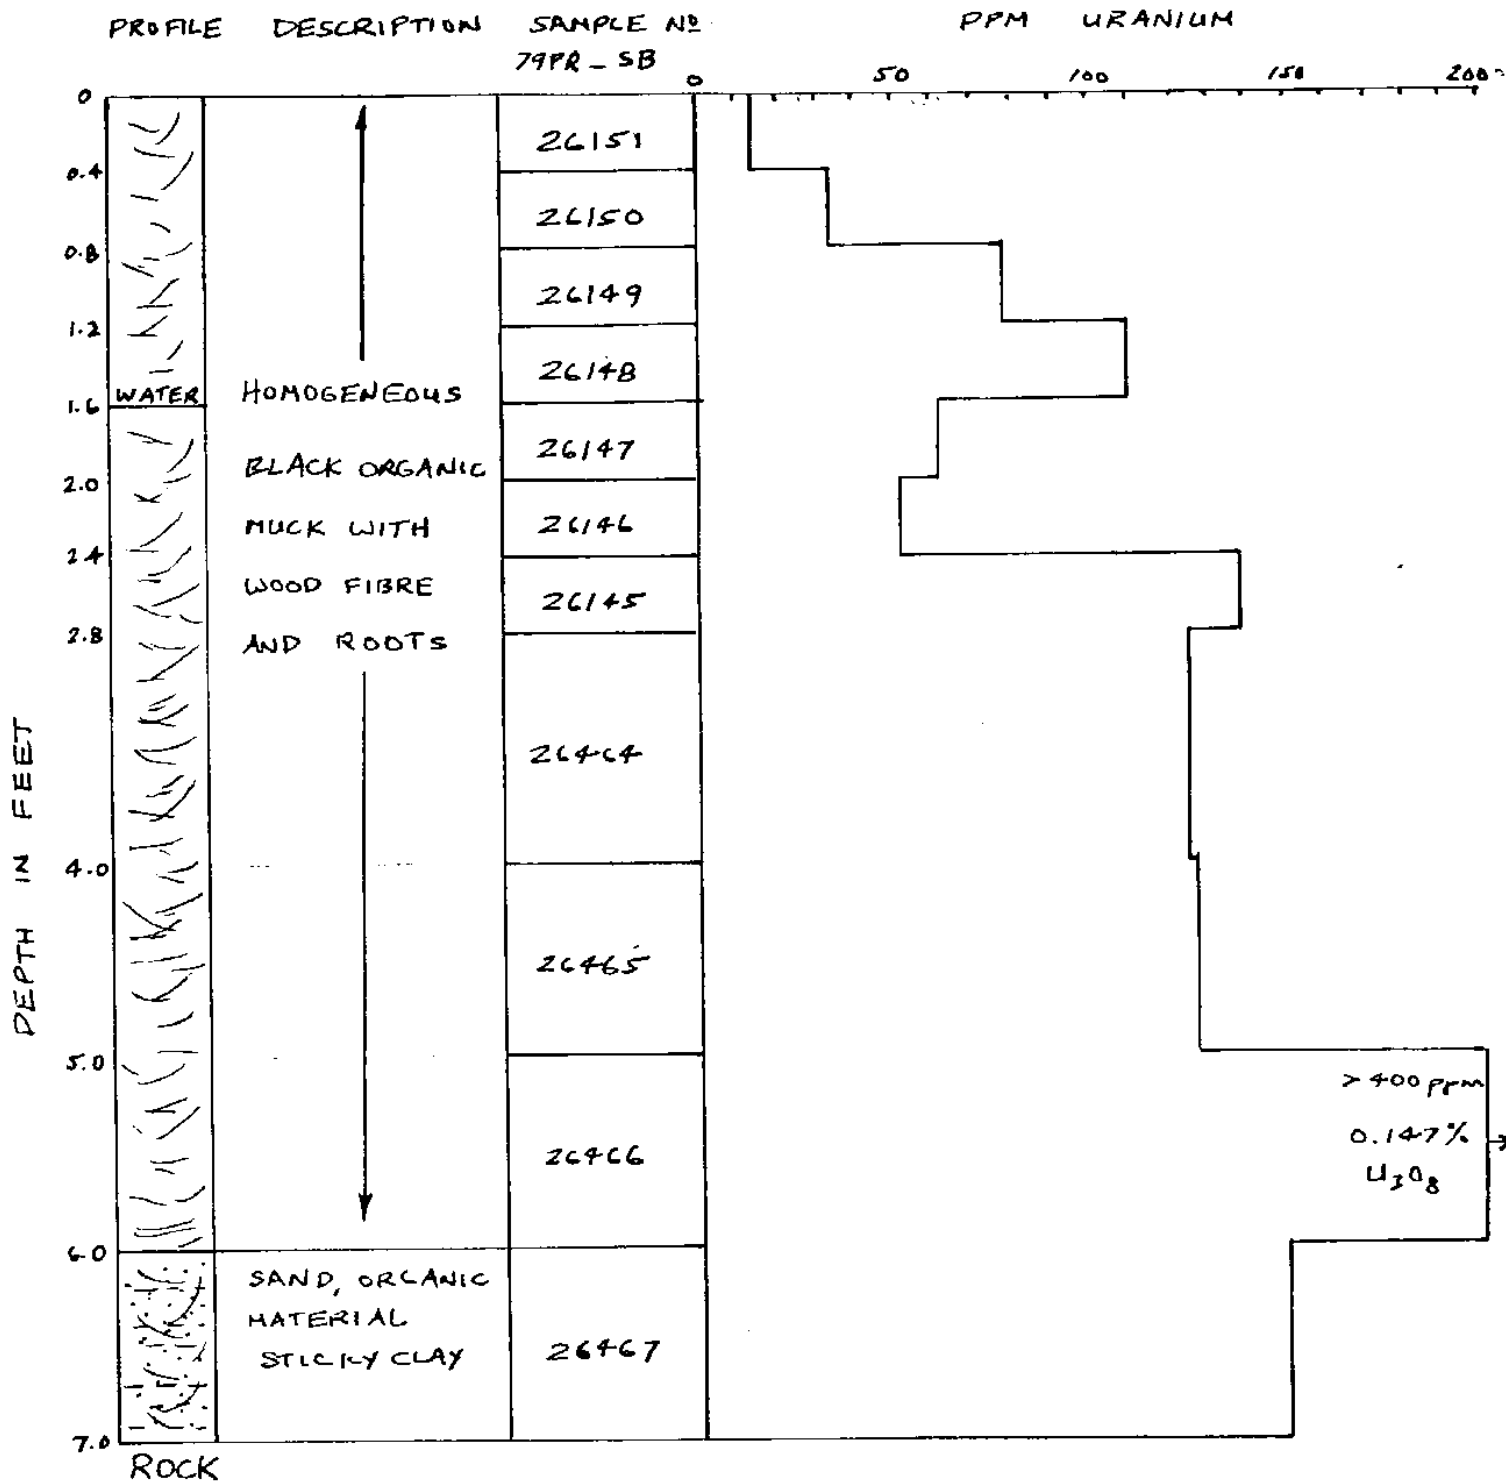 PROFILE DESCRIPTION SAMPLE Nº PPM URANIUM
79PR - SB
0 50 100 150 200
0
26151
0.4
26150
0.8
26149
1.2
26148
WATER HOMOGENEOUS
1.6
26147
BLACK ORGANIC
2.0
26146
MUCK WITH
2.4
WOOD FIBRE
26145
2.8
AND ROOTS
26464
DEPTH IN FEET
4.0
26465
5.0
> 400 ppm
0.147%
26466
U3O8
6.0
SAND, ORGANIC
MATERIAL
STICKY CLAY
26467
7.0
ROCK